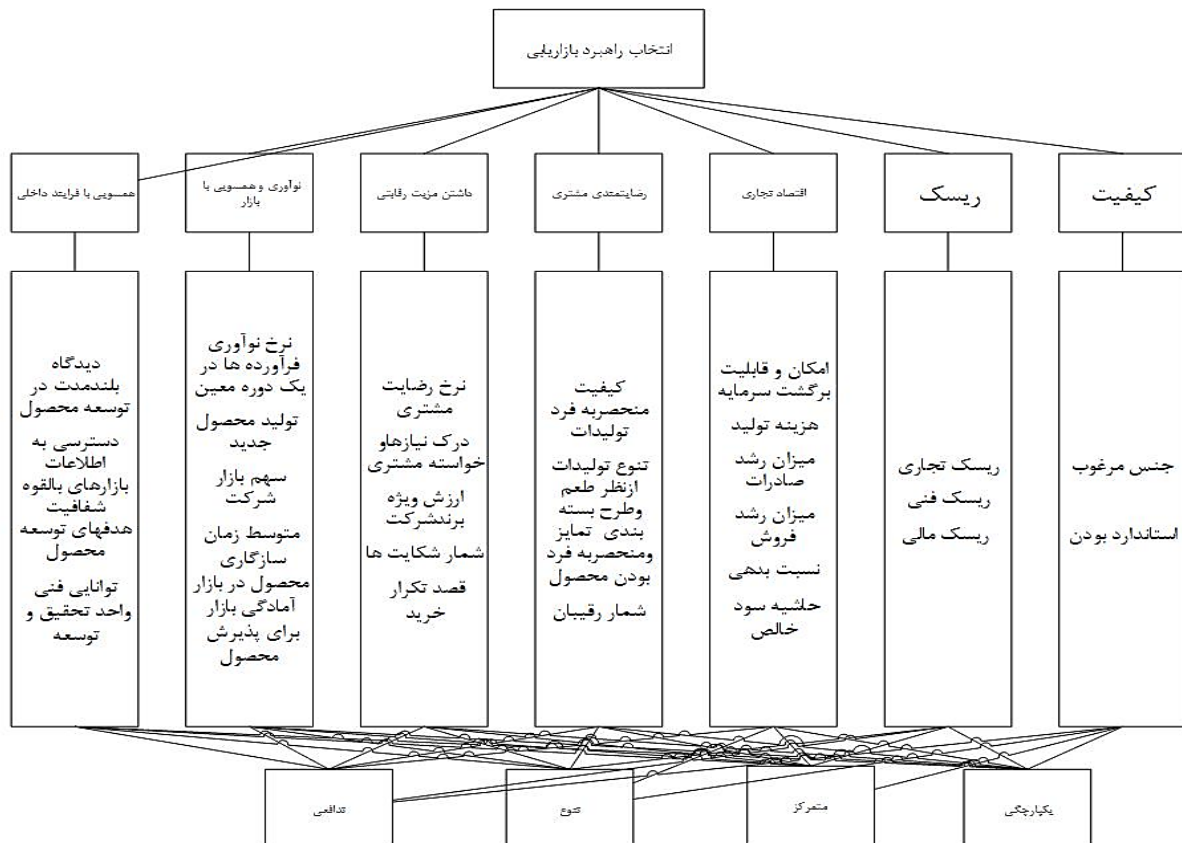 انتخاب راهبرد بازاریابی
کیفیت
ریسک
اقتصاد تجاری
رضایتمندی مشتری
داشتن مزیت رقابتی
نوآوری و همسویی با
بازار
همسویی با فرایند داخلی
جنس مرغوب
استاندارد بودن
ریسک تجاری
ریسک فنی
ریسک مالی
امکان و قابلیت
برگشت سرمایه
هزینه تولید
میزان رشد
صادرات
میزان رشد
فروش
نسبت بدهی
حاشیه سود
خالص
کیفیت
منحصربه فرد
تولیدات
تنوع تولیدات
ازنظر طعم
وطرح بسته
بندی تمایز
ومنحصربه فرد
بودن محصول
شمار رقیبان
نرخ رضایت
مشتری
درک نیازهاو
خواسته مشتری
ارزش ویژه
برندشرکت
شمار شکایت ها
قصد تکرار
خرید
نرخ نوآوری
فرآورده ها در
یک دوره معین
تولید محصول
جدید
سهم بازار
شرکت
متوسط زمان
سازگاری
محصول در بازار
آمادگی بازار
برای پذیرش
محصول
دیدگاه
بلندمدت در
توسعه محصول
دسترسی به
اطلاعات
بازارهای بالقوه
شفافیت
هدفهای توسعه
محصول
توانایی فنی
واحد تحقیق و
توسعه
یکپارچگی
متمرکز
تنوع
تدافعی